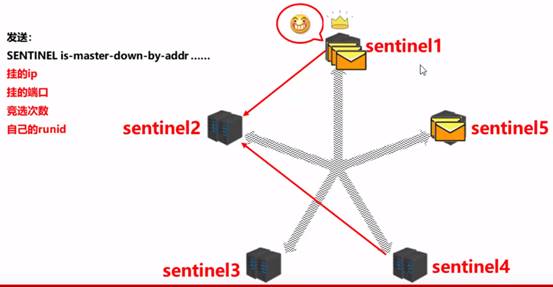 发送:
SENTINEL is-master-down-by-addr ......
挂的ip
挂的端口
竞选次数
自己的runid
sentinel1
sentinel2
sentinel5
sentinel3
sentinel4